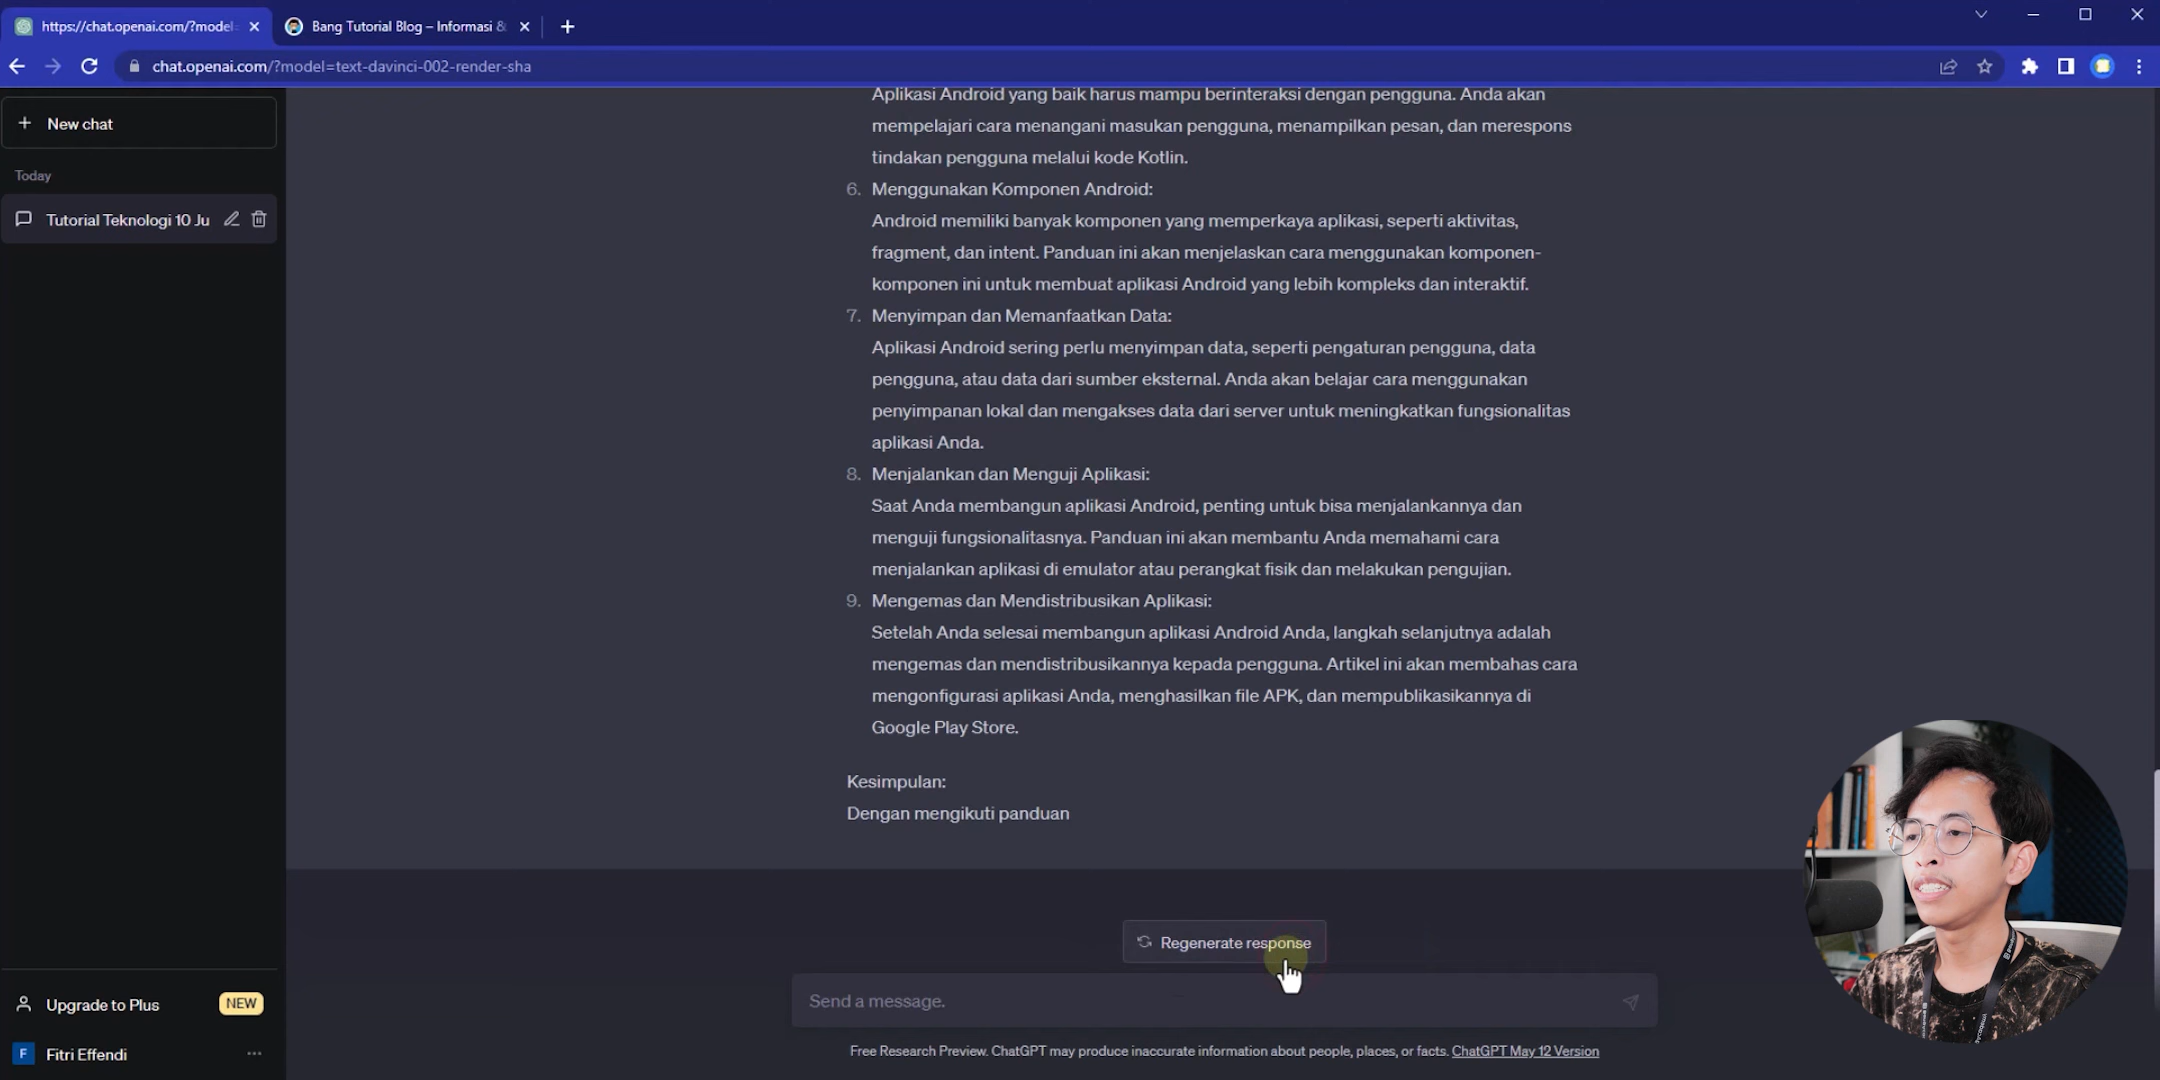 https://chat.openai.com/?model=
Bang Tutorial Blog – Informasi &
chat.openai.com/?model=text-davinci-002-render-sha
New chat
Today
Tutorial Teknologi 10 Ju
Aplikasi Android yang baik harus mampu berinteraksi dengan pengguna. Anda akan
mempelajari cara menangani masukan pengguna, menampilkan pesan, dan merespons
tindakan pengguna melalui kode Kotlin.
6. Menggunakan Komponen Android:
Android memiliki banyak komponen yang memperkaya aplikasi, seperti aktivitas,
fragment, dan intent. Panduan ini akan menjelaskan cara menggunakan komponen-
komponen ini untuk membuat aplikasi Android yang lebih kompleks dan interaktif.
7. Menyimpan dan Memanfaatkan Data:
Aplikasi Android sering perlu menyimpan data, seperti pengaturan pengguna, data
pengguna, atau data dari sumber eksternal. Anda akan belajar cara menggunakan
penyimpanan lokal dan mengakses data dari server untuk meningkatkan fungsionalitas
aplikasi Anda.
8. Menjalankan dan Menguji Aplikasi:
Saat Anda membangun aplikasi Android, penting untuk bisa menjalankannya dan
menguji fungsionalitasnya. Panduan ini akan membantu Anda memahami cara
menjalankan aplikasi di emulator atau perangkat fisik dan melakukan pengujian.
9. Mengemas dan Mendistribusikan Aplikasi:
Setelah Anda selesai membangun aplikasi Android Anda, langkah selanjutnya adalah
mengemas dan mendistribusikannya kepada pengguna. Artikel ini akan membahas cara
mengonfigurasi aplikasi Anda, menghasilkan file APK, dan mempublikasikannya di
Google Play Store.
Kesimpulan:
Dengan mengikuti panduan
Regenerate response
Send a message.
Free Research Preview. ChatGPT may produce inaccurate information about people, places, or facts. ChatGPT May 12 Version
Upgrade to Plus NEW
F Fitri Effendi